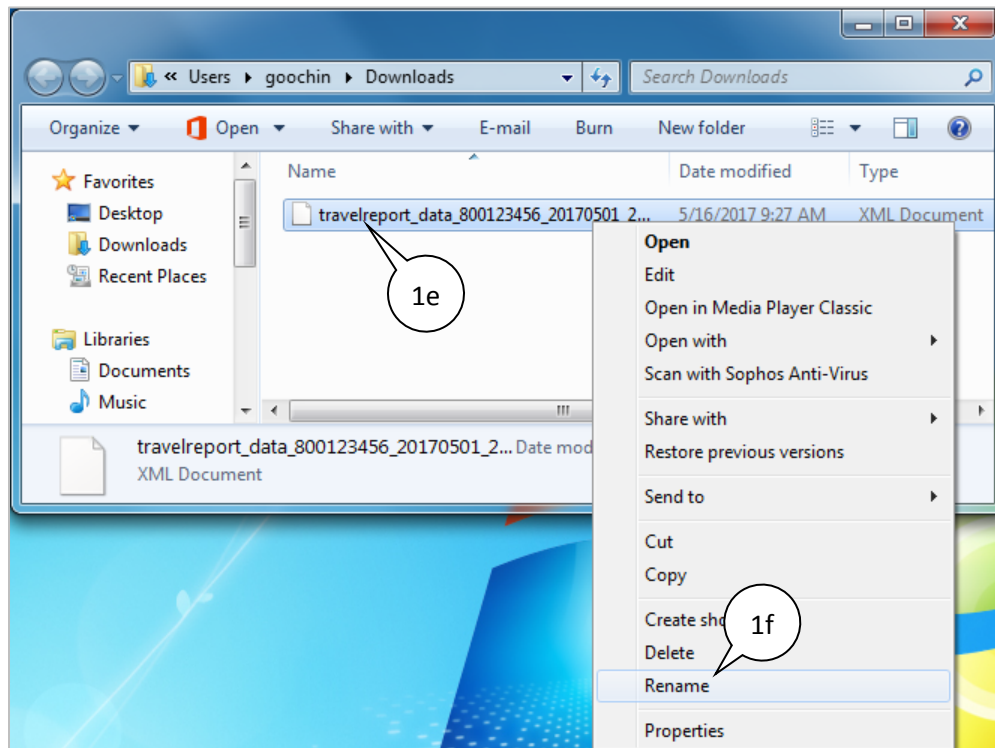 « Users ▸ goochin ▸ Downloads
Search Downloads
Organize Open Share with E-mail Burn New folder
Favorites
Desktop
Downloads
Recent Places
Libraries
Documents
Music
Name Date modified Type
travelreport_data_800123456_20170501_2... 5/16/2017 9:27 AM XML Document
1e
Open
Edit
Open in Media Player Classic
Open with
Scan with Sophos Anti-Virus
Share with
Restore previous versions
Send to
Cut
Copy
Create sho
1f
Delete
Rename
Properties
travelreport_data_800123456_20170501_2... Date mod
XML Document